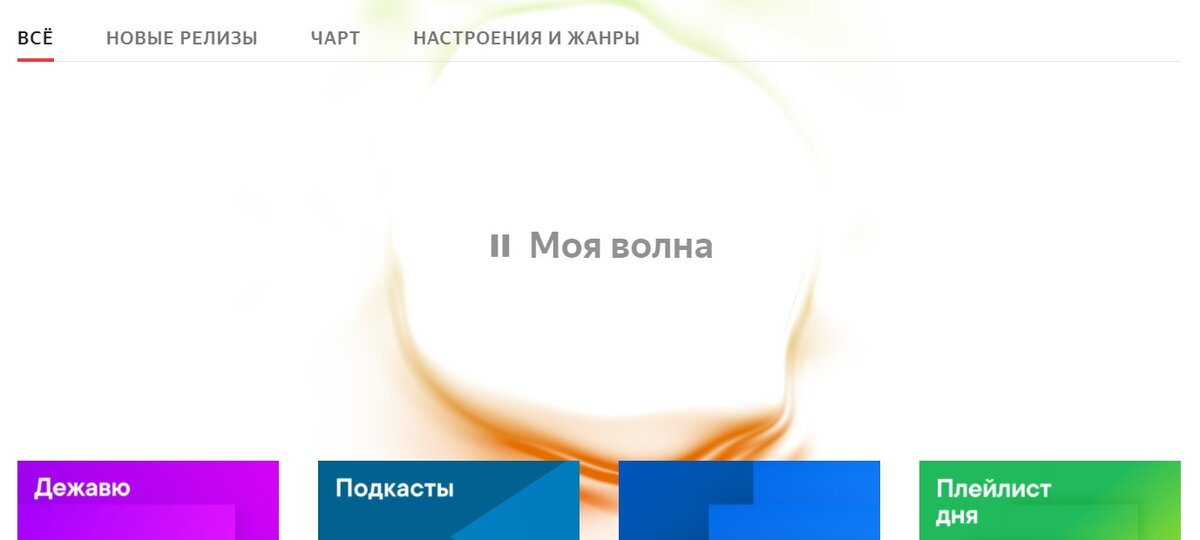 ВСЁ НОВЫЕ РЕЛИЗЫ ЧАРТ НАСТРОЕНИЯ И ЖАНРЫ
Моя волна
Дежавю
Подкасты
Плейлист
дня